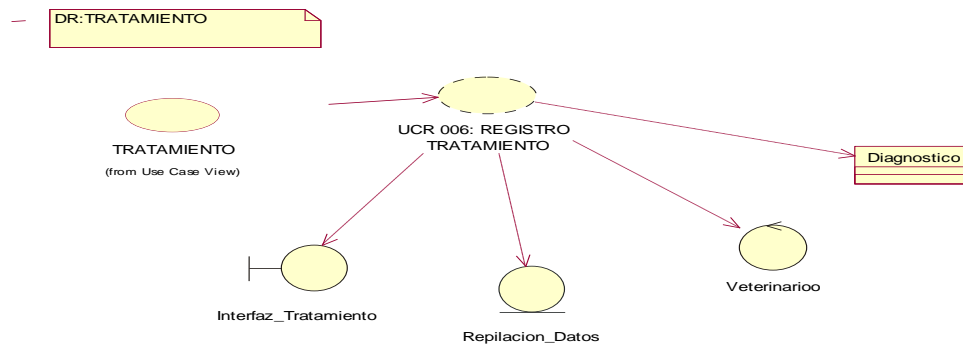 DR:TRATAMIENTO
TRATAMIENTO
(from Use Case View)
UCR 006: REGISTRO
TRATAMIENTO
Diagnostico
Interfaz_Tratamiento
Repilacion_Datos
Veterinarioo